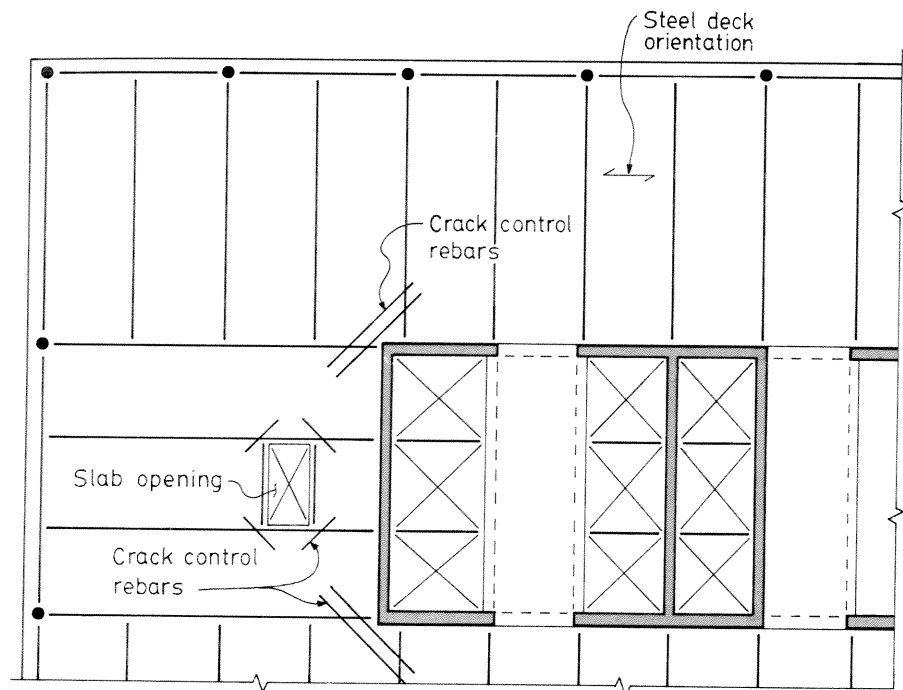 Steel deck
orientation
Crack control
rebars
Slab opening
Crack control
rebars